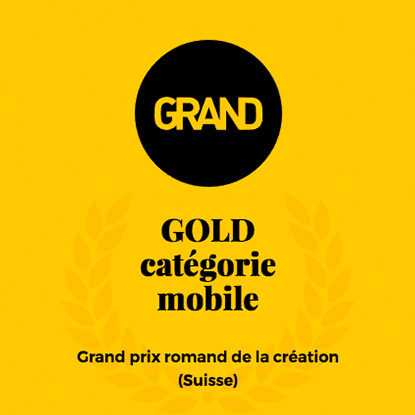 GRAND
GOLD
catégorie
mobile
Grand prix romand de la création
(Suisse)